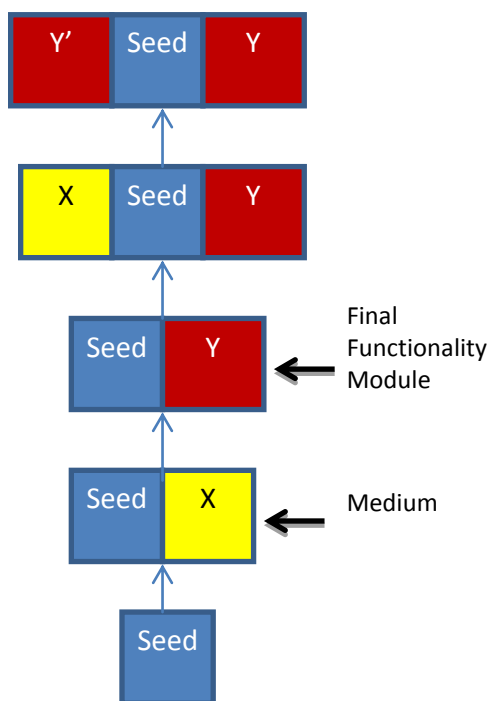 Y’ Seed Y
X Seed Y
Seed Y
Final
Functionality
Module
Seed X
Medium
Seed